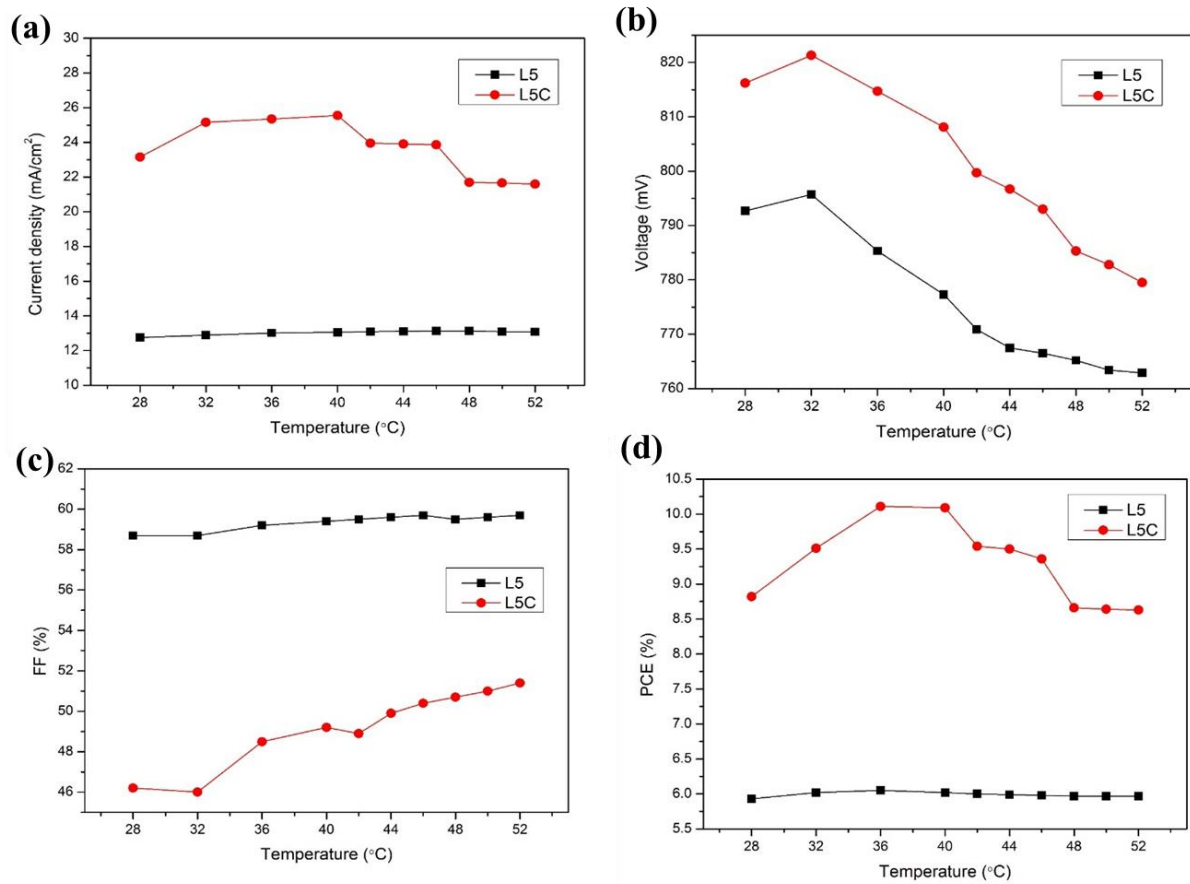 (a)
30
28
26
24
22
20
18
16
14
12
10
Current density (mA/cm²)
L5
L5C
28 32 36 40 44 48 52
Temperature (°C)
(b)
820
810
800
790
780
770
760
Voltage (mV)
L5
L5C
28 32 36 40 44 48 52
Temperature (°C)
(c)
62
60
58
56
54
52
50
48
46
FF (%)
L5
L5C
28 32 36 40 44 48 52
Temperature (°C)
(d)
10.5
10.0
9.5
9.0
8.5
8.0
7.5
7.0
6.5
6.0
5.5
PCE (%)
L5
L5C
28 32 36 40 44 48 52
Temperature (°C)